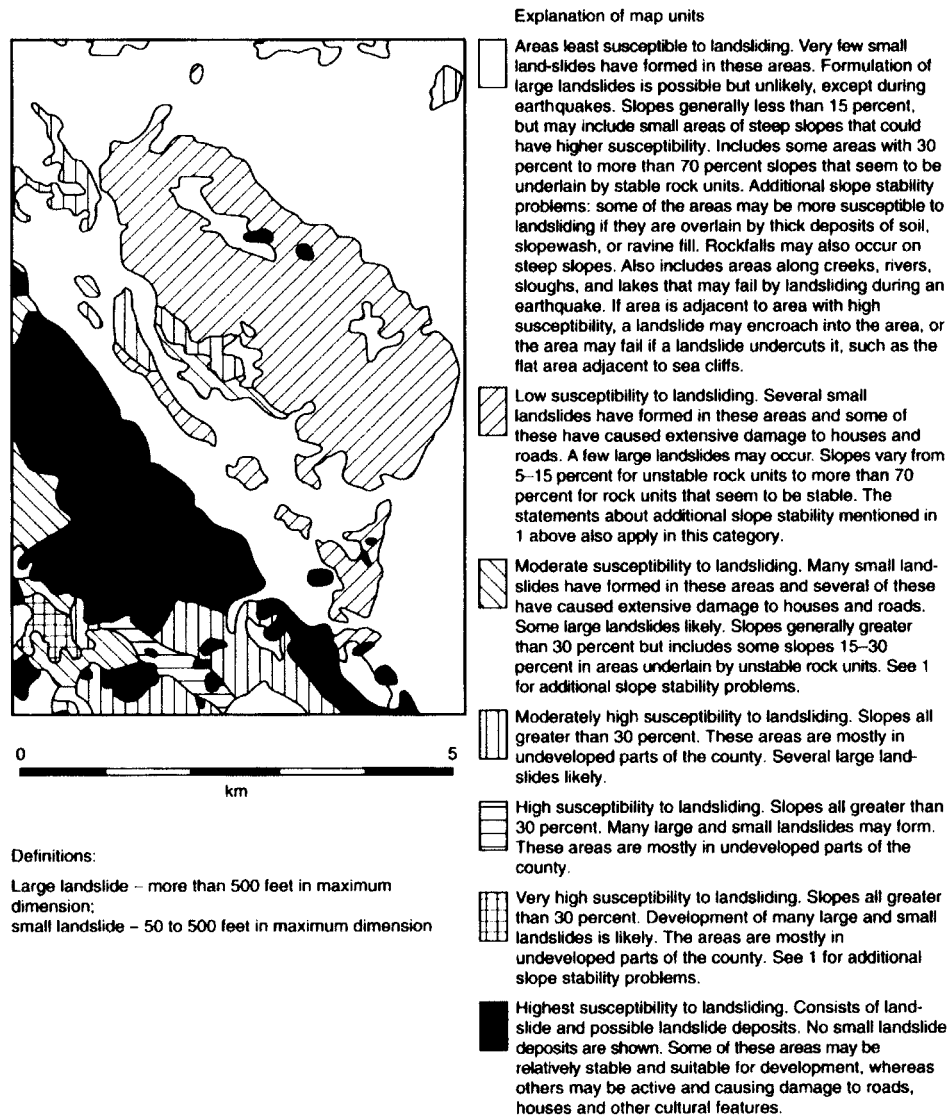 Explanation of map units
Areas least susceptible to landsliding. Very few small
land-slides have formed in these areas. Formulation of
large landslides is possible but unlikely, except during
earthquakes. Slopes generally less than 15 percent,
but may include small areas of steep slopes that could
have higher susceptibility. Includes some areas with 30
percent to more than 70 percent slopes that seem to be
underlain by stable rock units. Additional slope stability
problems: some of the areas may be more susceptible to
landsliding if they are overlain by thick deposits of soil,
slopewash, or ravine fill. Rockfalls may also occur on
steep slopes. Also includes areas along creeks, rivers,
sloughs, and lakes that may fail by landsliding during an
earthquake. If area is adjacent to area with high
susceptibility, a landslide may encroach into the area, or
the area may fail if a landslide undercuts it, such as the
flat area adjacent to sea cliffs.
Low susceptibility to landsliding. Several small
landslides have formed in these areas and some of
these have caused extensive damage to houses and
roads. A few large landslides may occur. Slopes vary from
5–15 percent for unstable rock units to more than 70
percent for rock units that seem to be stable. The
statements about additional slope stability mentioned in
1 above also apply in this category.
Moderate susceptibility to landsliding. Many small land-
slides have formed in these areas and several of these
have caused extensive damage to houses and roads.
Some large landslides likely. Slopes generally greater
than 30 percent but includes some slopes 15–30
percent in areas underlain by unstable rock units. See 1
for additional slope stability problems.
Moderately high susceptibility to landsliding. Slopes all
greater than 30 percent. These areas are mostly in
undeveloped parts of the county. Several large land-
slides likely.
High susceptibility to landsliding. Slopes all greater than
30 percent. Many large and small landslides may form.
These areas are mostly in undeveloped parts of the
county.
Very high susceptibility to landsliding. Slopes all greater
than 30 percent. Development of many large and small
landslides is likely. The areas are mostly in
undeveloped parts of the county. See 1 for additional
slope stability problems.
Highest susceptibility to landsliding. Consists of land-
slide and possible landslide deposits. No small landslide
deposits are shown. Some of these areas may be
relatively stable and suitable for development, whereas
others may be active and causing damage to roads,
houses and other cultural features.
0 5
km
Definitions:
Large landslide – more than 500 feet in maximum
dimension;
small landslide – 50 to 500 feet in maximum dimension